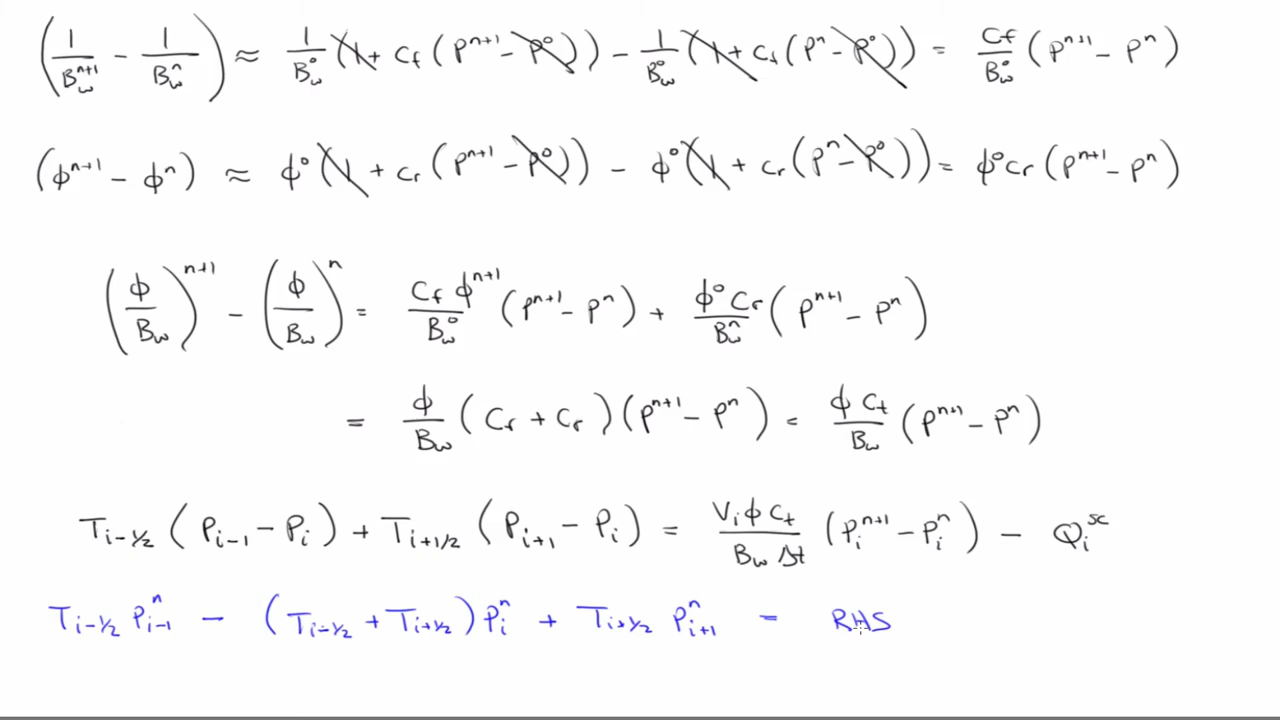 (1/B_w^{n+1} − 1/B_w^n) ≈ 1/B_w^o (1 + C_f (P^{n+1} − P^o)) − 1/B_w^o (1 + C_f (P^n − P^o)) = C_f/B_w^o (P^{n+1} − P^n)
(ϕ^{n+1} − ϕ^n) ≈ ϕ^o (1 + C_r (P^{n+1} − P^o)) − ϕ^o (1 + C_r (P^n − P^o)) = ϕ^o C_r (P^{n+1} − P^n)
(ϕ/B_w)^{n+1} − (ϕ/B_w)^n = C_f ϕ^{n+1}/B_w^o (P^{n+1} − P^n) + ϕ^o C_r/B_w^n (P^{n+1} − P^n)
= ϕ/B_w (C_f + C_r)(P^{n+1} − P^n) = ϕ C_t/B_w (P^{n+1} − P^n)
T_{i−1/2} (P_{i−1} − P_i) + T_{i+1/2} (P_{i+1} − P_i) = V_i ϕ C_t/B_w Δt (P_i^{n+1} − P_i^n) − Q_i^{sc}
T_{i−1/2} P_{i−1}^n − (T_{i−1/2} + T_{i+1/2}) P_i^n + T_{i+1/2} P_{i+1}^n = RHS